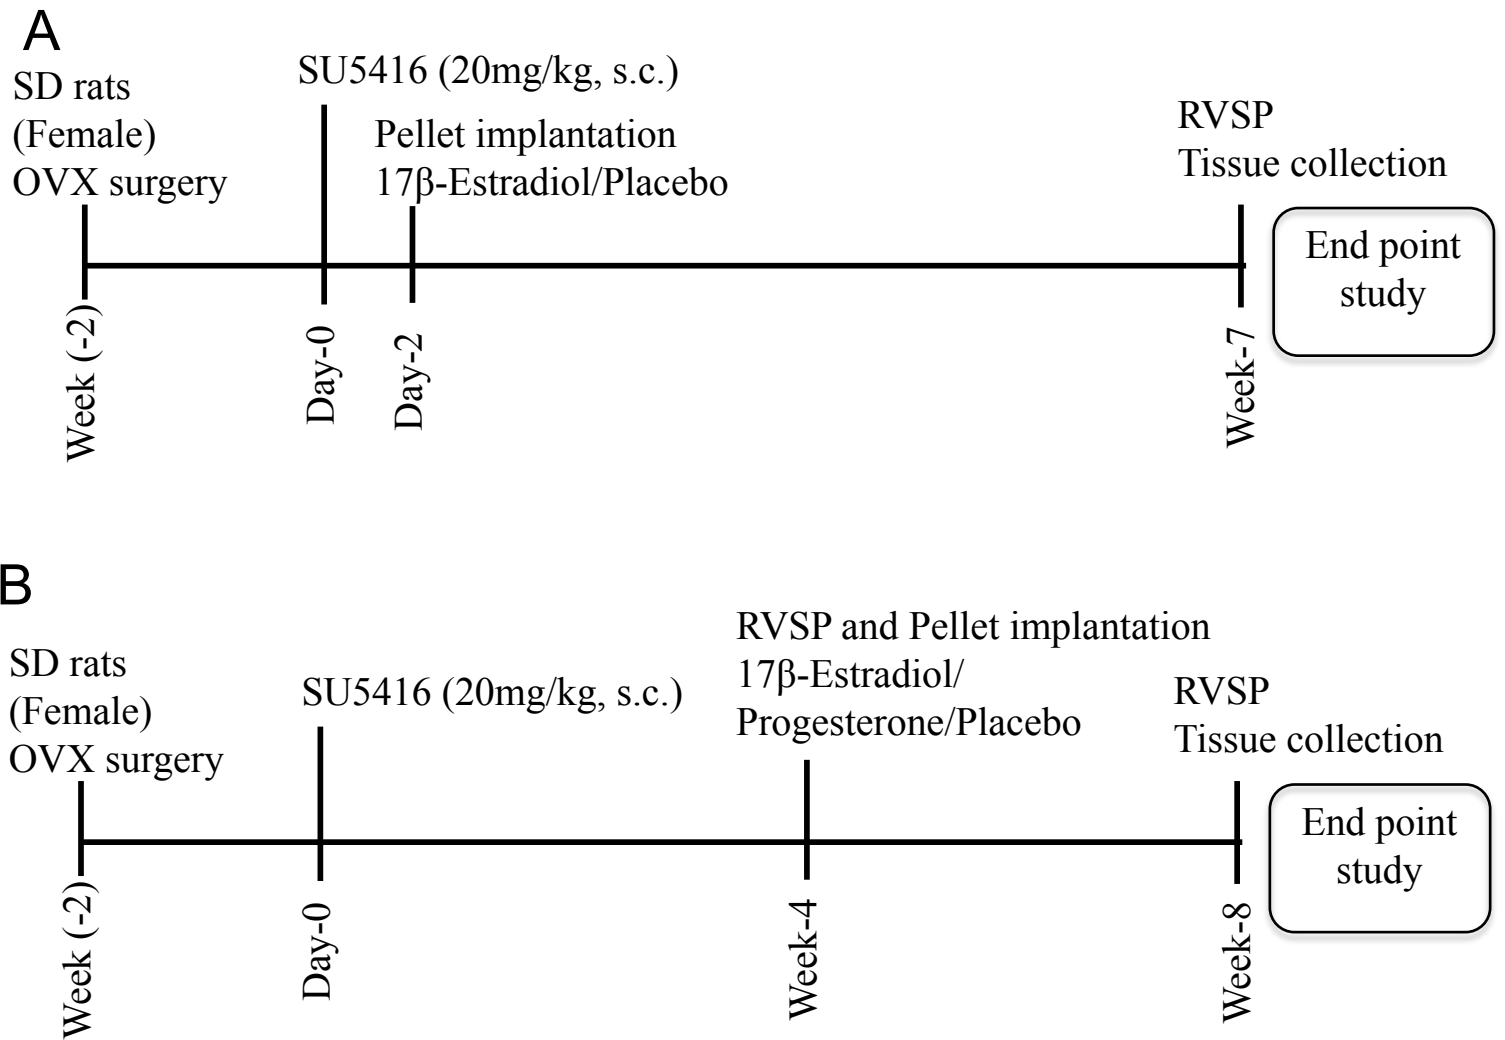 A
SD rats
(Female)
OVX surgery
SU5416 (20mg/kg, s.c.)
Pellet implantation
17β-Estradiol/Placebo
RVSP
Tissue collection
End point
study
Week (-2)
Day-0
Day-2
Week-7
B
SD rats
(Female)
OVX surgery
SU5416 (20mg/kg, s.c.)
RVSP and Pellet implantation
17β-Estradiol/
Progesterone/Placebo
RVSP
Tissue collection
End point
study
Week (-2)
Day-0
Week-4
Week-8